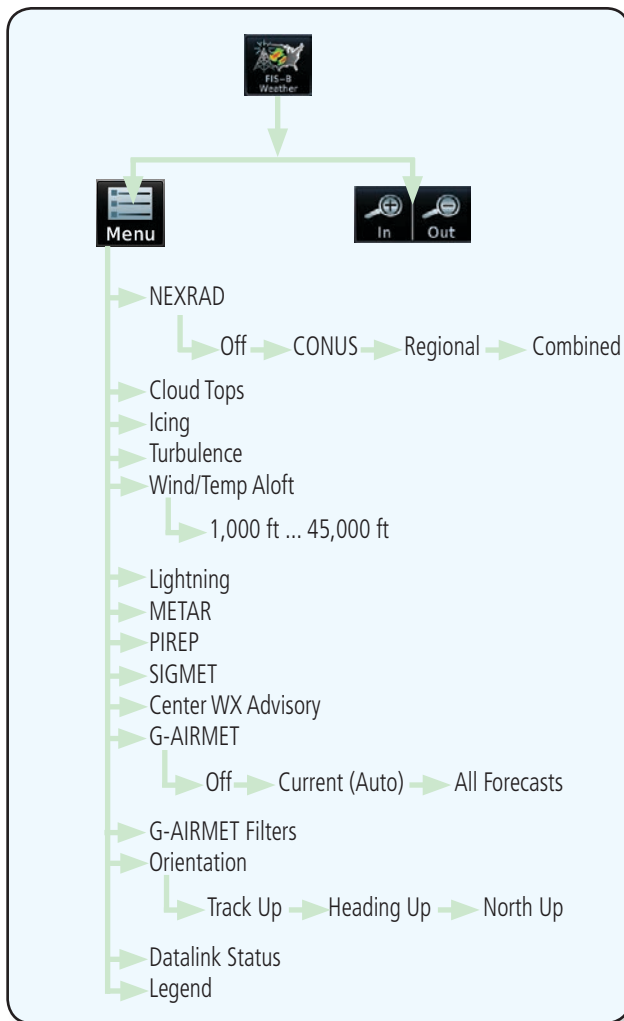 FIS-B
Weather
Menu
In Out
NEXRAD
Off CONUS Regional Combined
Cloud Tops
Icing
Turbulence
Wind/Temp Aloft
1,000 ft ... 45,000 ft
Lightning
METAR
PIREP
SIGMET
Center WX Advisory
G-AIRMET
Off Current (Auto) All Forecasts
G-AIRMET Filters
Orientation
Track Up Heading Up North Up
Datalink Status
Legend